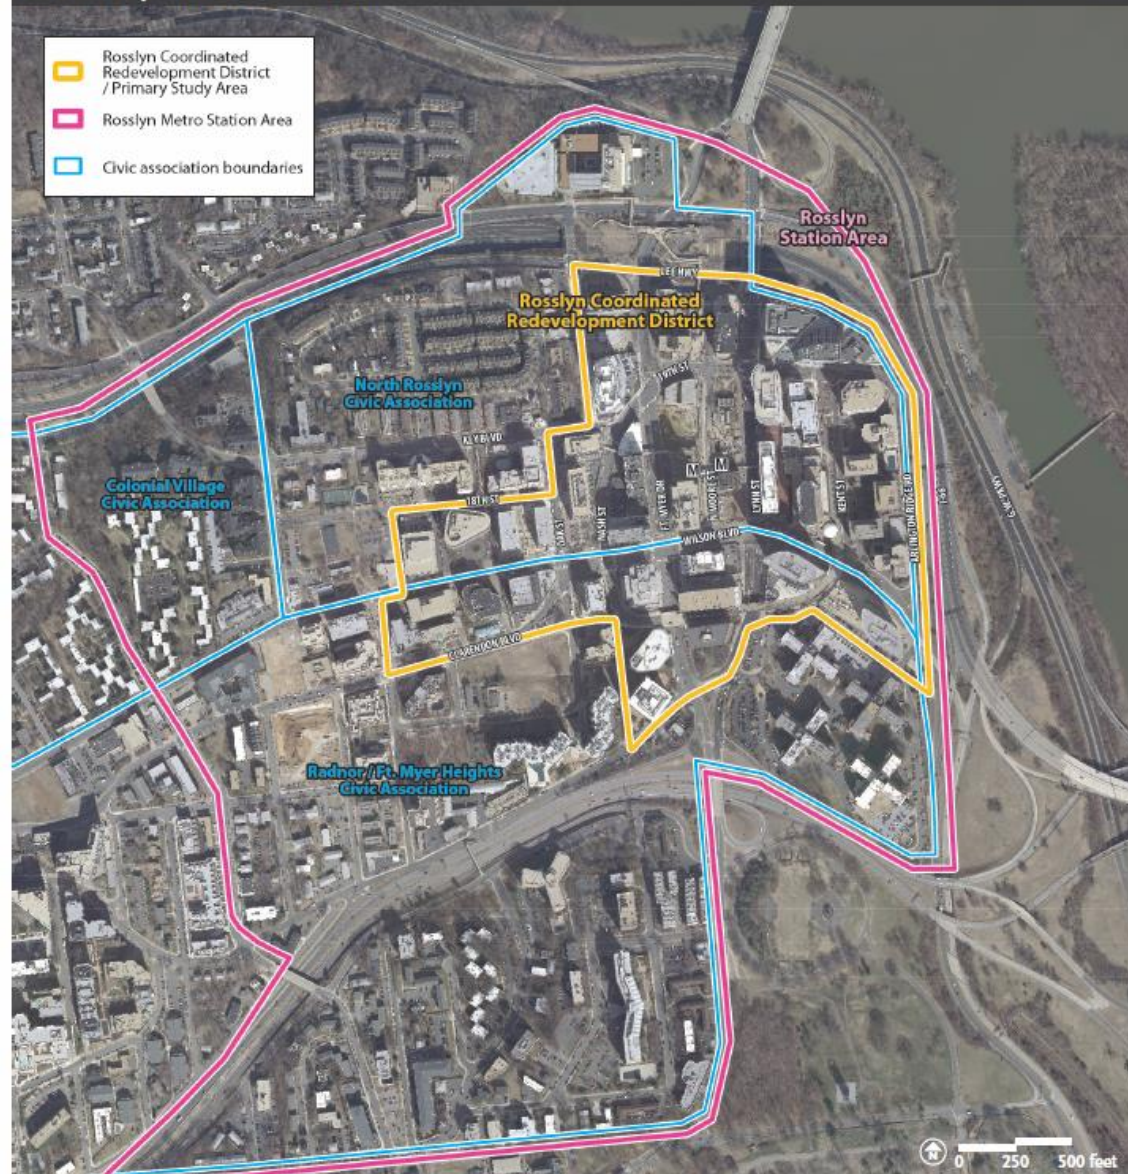 Rosslyn Coordinated
Redevelopment District
/ Primary Study Area
Rosslyn Metro Station Area
Civic association boundaries
Rosslyn
Station Area
LEE HWY
Rosslyn Coordinated
Redevelopment District
19TH ST
North Rosslyn
Civic Association
KEY BLVD
M M
Colonial Village
Civic Association
18TH ST
OAK ST
NASH ST
FT. MYER DR
MOORE ST
LYNN ST
KENT ST
ARLINGTON RIDGE RD
I-66
G.W. PKWY
WILSON BLVD
CLARENDON BLVD
Radnor / Ft. Myer Heights
Civic Association
N
0 250 500 feet